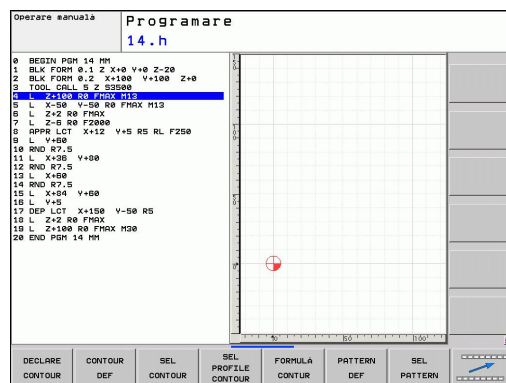 Operare manuală
Programare
14.h
0 BEGIN PGM 14 MM
1 BLK FORM 0.1 Z X+0 Y+0 Z-20
2 BLK FORM 0.2 X+100 Y+100 Z+0
3 TOOL CALL 5 Z S3500
4 L Z+100 R0 FMAX M13
5 L X-50 Y-50 R0 FMAX M13
6 L Z+2 R0 FMAX
7 L Z-6 R0 F2000
8 APPR LCT X+12 Y+5 R5 RL F250
9 L Y+60
10 RND R7.5
11 L X+36 Y+80
12 RND R7.5
13 L X+60
14 RND R7.5
15 L X+84 Y+60
16 L Y+5
17 DEP LCT X+150 Y-50 R5
18 L Z+2 R0 FMAX
19 L Z+100 R0 FMAX M30
20 END PGM 14 MM
50
100
DECLARE CONTOUR
CONTOUR DEF
SEL CONTOUR
SEL PROFILE CONTOUR
FORMULĂ CONTUR
PATTERN DEF
SEL PATTERN